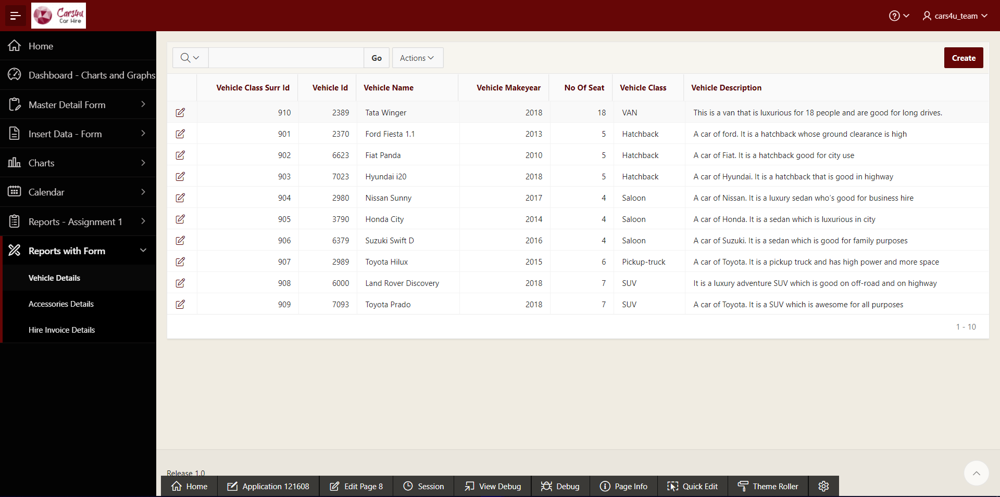 Cars4u
Car Hire
cars4u_team
Home
Dashboard - Charts and Graphs
Master Detail Form
Insert Data - Form
Charts
Calendar
Reports - Assignment 1
Reports with Form
Vehicle Details
Accessories Details
Hire Invoice Details
Go Actions Create
Vehicle Class Surr Id Vehicle Id Vehicle Name Vehicle Makeyear No Of Seat Vehicle Class Vehicle Description
910 2389 Tata Winger 2018 18 VAN This is a van that is luxurious for 18 people and are good for long drives.
901 2370 Ford Fiesta 1.1 2013 5 Hatchback A car of ford. It is a hatchback whose ground clearance is high
902 6623 Fiat Panda 2010 5 Hatchback A car of Fiat. It is a hatchback good for city use
903 7023 Hyundai i20 2018 5 Hatchback A car of Hyundai. It is a hatchback that is good in highway
904 2980 Nissan Sunny 2017 4 Saloon A car of Nissan. It is a luxury sedan who's good for business hire
905 3790 Honda City 2014 4 Saloon A car of Honda. It is a sedan which is luxurious in city
906 6379 Suzuki Swift D 2016 4 Saloon A car of Suzuki. It is a sedan which is good for family purposes
907 2989 Toyota Hilux 2015 6 Pickup-truck A car of Toyota. It is a pickup truck and has high power and more space
908 6000 Land Rover Discovery 2018 7 SUV It is a luxury adventure SUV which is good on off-road and on highway
909 7093 Toyota Prado 2018 7 SUV A car of Toyota. It is a SUV which is awesome for all purposes
1 - 10
Release 1.0
Home Application 121608 Edit Page 8 Session View Debug Debug Page Info Quick Edit Theme Roller